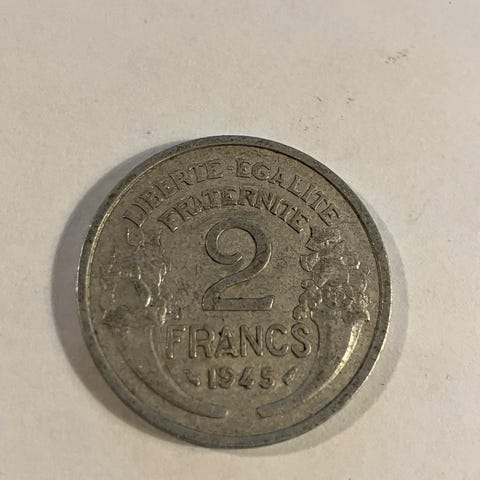 LIBERTE-EGALITE
FRATERNITE
2
FRANCS
1945